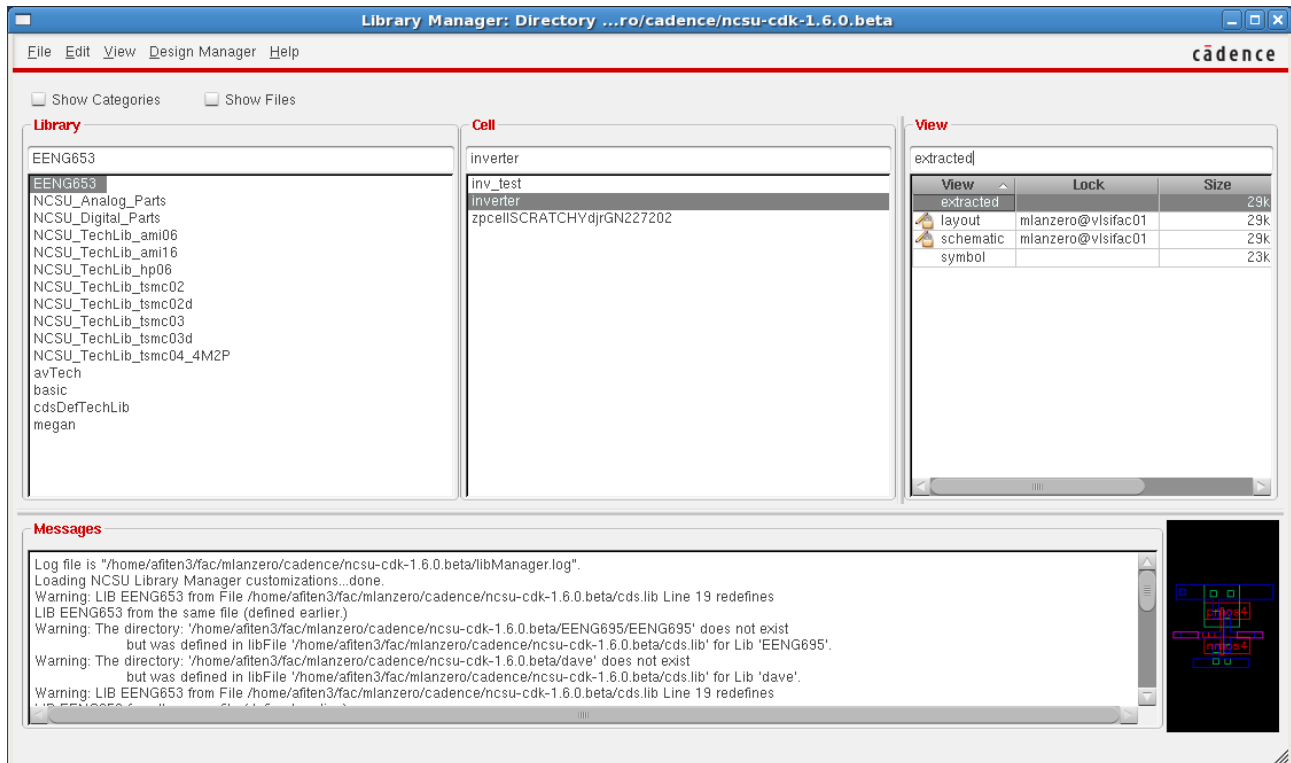 Library Manager: Directory ...ro/cadence/ncsu-cdk-1.6.0.beta
File Edit View Design Manager Help
cādence
Show Categories Show Files
Library
EENG653
EENG653
NCSU_Analog_Parts
NCSU_Digital_Parts
NCSU_TechLib_ami06
NCSU_TechLib_ami16
NCSU_TechLib_hp06
NCSU_TechLib_tsmc02
NCSU_TechLib_tsmc02d
NCSU_TechLib_tsmc03
NCSU_TechLib_tsmc03d
NCSU_TechLib_tsmc04_4M2P
avTech
basic
cdsDefTechLib
megan
Cell
inverter
inv_test
inverter
zpcellSCRATCHYdjrGN227202
View
extracted
View Lock Size
extracted 29k
layout mlanzero@vlsifac01 29k
schematic mlanzero@vlsifac01 29k
symbol 23k
Messages
Log file is "/home/afiten3/fac/mlanzero/cadence/ncsu-cdk-1.6.0.beta/libManager.log".
Loading NCSU Library Manager customizations...done.
Warning: LIB EENG653 from File /home/afiten3/fac/mlanzero/cadence/ncsu-cdk-1.6.0.beta/cds.lib Line 19 redefines
LIB EENG653 from the same file (defined earlier.)
Warning: The directory: '/home/afiten3/fac/mlanzero/cadence/ncsu-cdk-1.6.0.beta/EENG695/EENG695' does not exist
but was defined in libFile '/home/afiten3/fac/mlanzero/cadence/ncsu-cdk-1.6.0.beta/cds.lib' for Lib 'EENG695'.
Warning: The directory: '/home/afiten3/fac/mlanzero/cadence/ncsu-cdk-1.6.0.beta/dave' does not exist
but was defined in libFile '/home/afiten3/fac/mlanzero/cadence/ncsu-cdk-1.6.0.beta/cds.lib' for Lib 'dave'.
Warning: LIB EENG653 from File /home/afiten3/fac/mlanzero/cadence/ncsu-cdk-1.6.0.beta/cds.lib Line 19 redefines